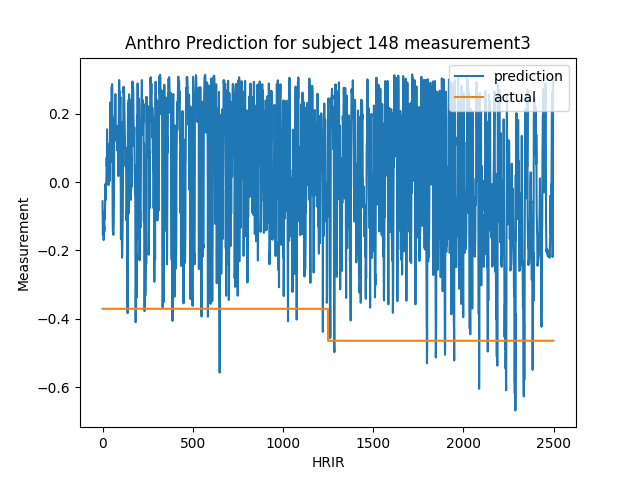 Anthro Prediction for subject 148 measurement3
prediction
actual
0.2
0.0
−0.2
−0.4
−0.6
Measurement
0
500
1000
1500
2000
2500
HRIR